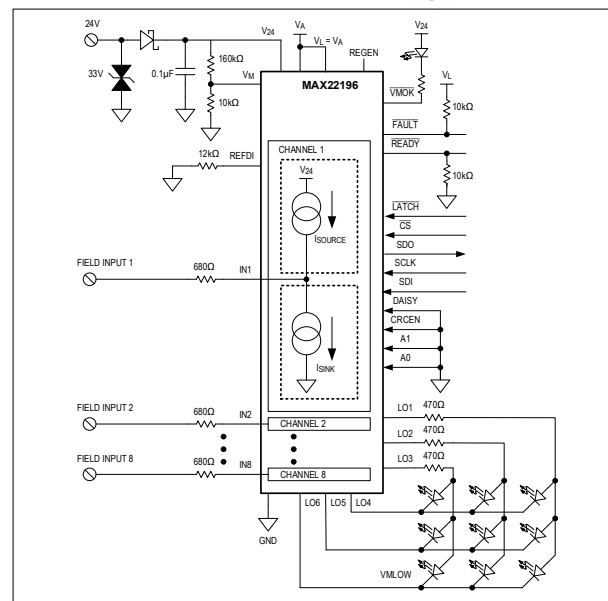 24V
V24
VA
VL = VA
REGEN
V24
33V
0.1μF
160kΩ
VM
10kΩ
MAX22196
VMOK
VL
10kΩ
FAULT
READY
10kΩ
12kΩ
REFDI
CHANNEL 1
V24
ISOURCE
LATCH
CS
SDO
SCLK
SDI
DAISY
CRCEN
A1
A0
FIELD INPUT 1
680Ω
IN1
ISINK
FIELD INPUT 2
680Ω
IN2
CHANNEL 2
FIELD INPUT 8
680Ω
IN8
CHANNEL 8
LO1
470Ω
LO2
470Ω
LO3
470Ω
GND
LO6
LO5
LO4
VMLOW